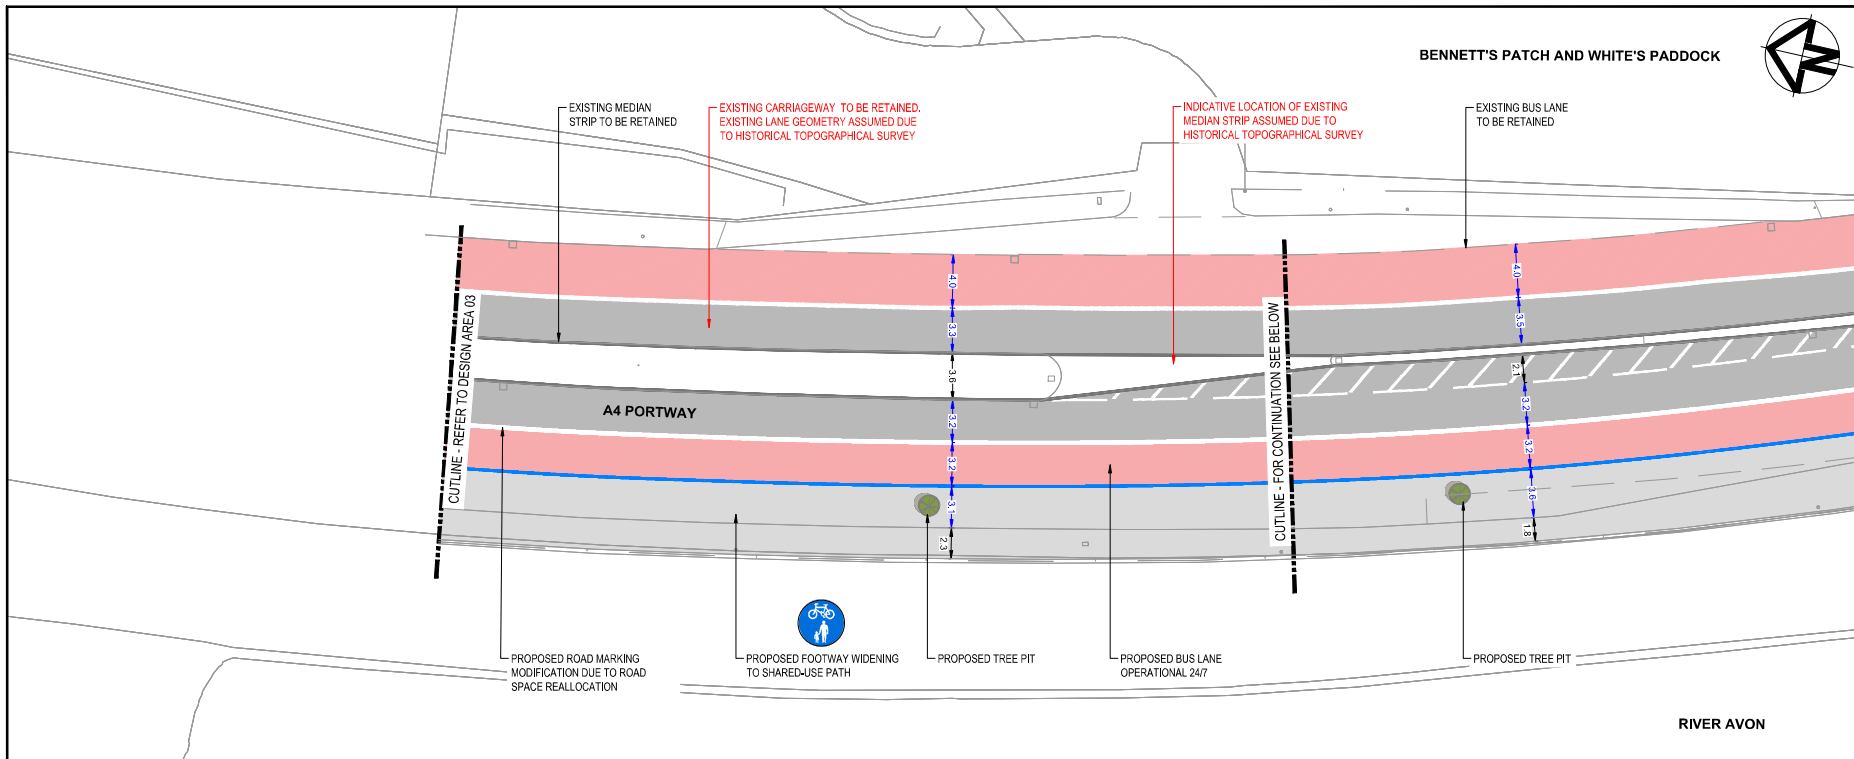 BENNETT'S PATCH AND WHITE'S PADDOCK
N
EXISTING MEDIAN
STRIP TO BE RETAINED
EXISTING CARRIAGEWAY TO BE RETAINED.
EXISTING LANE GEOMETRY ASSUMED DUE
TO HISTORICAL TOPOGRAPHICAL SURVEY
INDICATIVE LOCATION OF EXISTING
MEDIAN STRIP ASSUMED DUE TO
HISTORICAL TOPOGRAPHICAL SURVEY
EXISTING BUS LANE
TO BE RETAINED
CUTLINE - REFER TO DESIGN AREA 03
4.0
3.3
3.6
3.2
3.2
3.1
2.3
A4 PORTWAY
CUTLINE - FOR CONTINUATION SEE BELOW
4.0
3.5
2.1
3.2
3.2
3.6
1.8
PROPOSED ROAD MARKING
MODIFICATION DUE TO ROAD
SPACE REALLOCATION
PROPOSED FOOTWAY WIDENING
TO SHARED-USE PATH
PROPOSED TREE PIT
PROPOSED BUS LANE
OPERATIONAL 24/7
PROPOSED TREE PIT
RIVER AVON